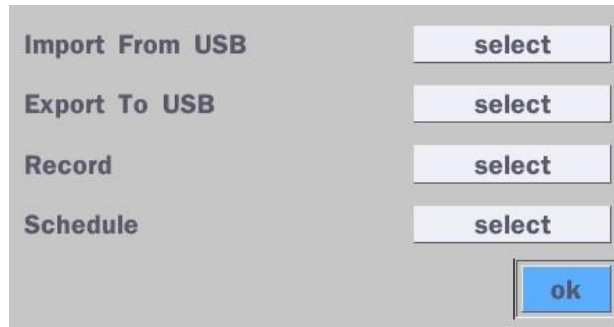 Import From USB select
Export To USB select
Record select
Schedule select
ok